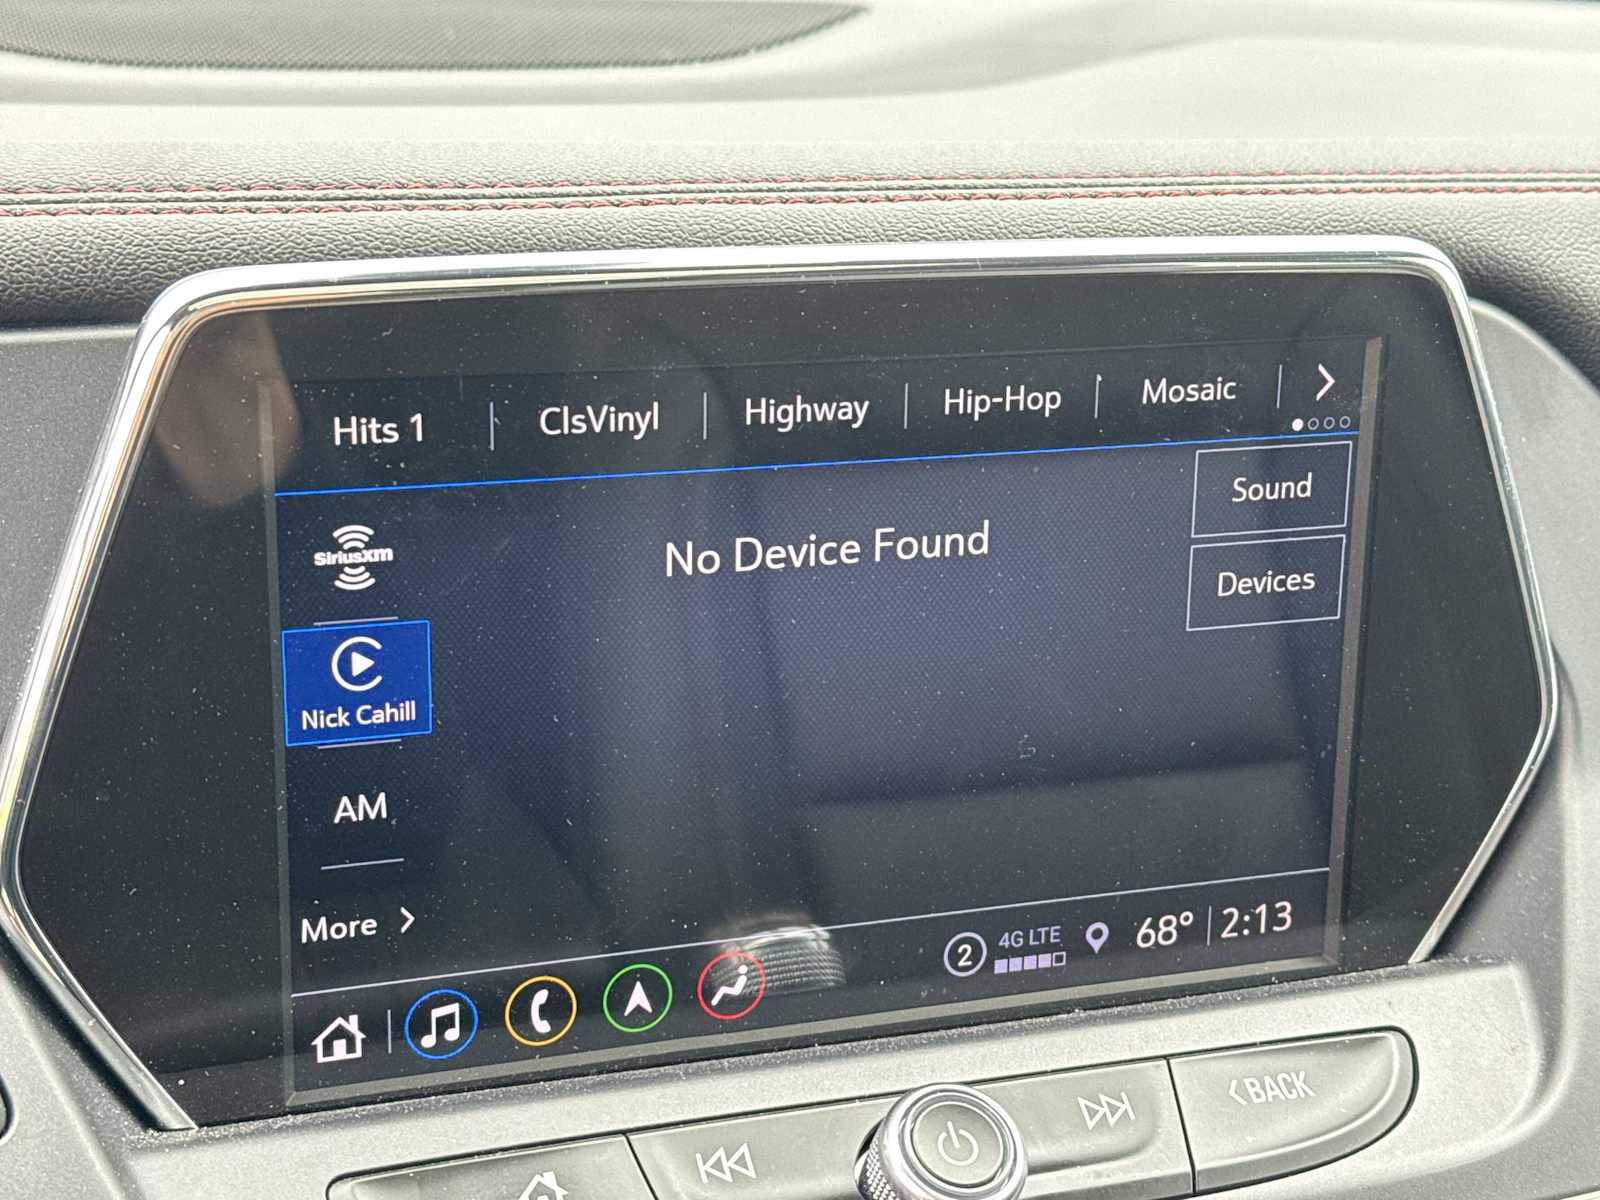 Hits 1
ClsVinyl
Highway
Hip-Hop
Mosaic
Sound
Devices
No Device Found
SiriusXM
Nick Cahill
AM
More
2
4G LTE
68°
2:13
BACK